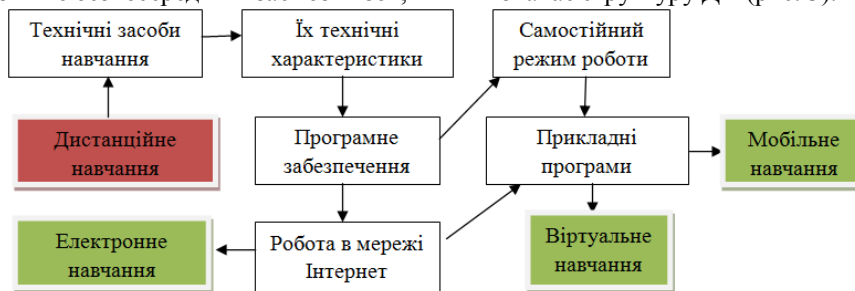 Технічні засоби
навчання
Їх технічні
характеристики
Самостійний
режим роботи
Дистанційне
навчання
Програмне
забезпечення
Прикладні
програми
Мобільне
навчання
Електронне
навчання
Робота в мережі
Інтернет
Віртуальне
навчання